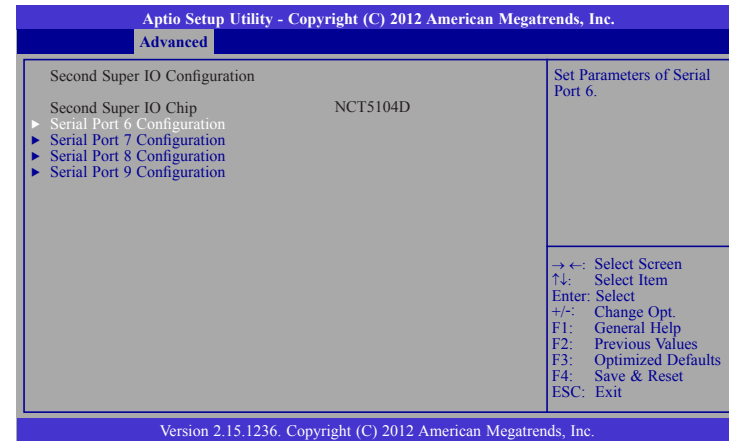 Aptio Setup Utility - Copyright (C) 2012 American Megatrends, Inc.
Advanced
Second Super IO Configuration
Second Super IO Chip NCT5104D
► Serial Port 6 Configuration
► Serial Port 7 Configuration
► Serial Port 8 Configuration
► Serial Port 9 Configuration
Set Parameters of Serial
Port 6.
→ ←: Select Screen
↑↓: Select Item
Enter: Select
+/-: Change Opt.
F1: General Help
F2: Previous Values
F3: Optimized Defaults
F4: Save & Reset
ESC: Exit
Version 2.15.1236. Copyright (C) 2012 American Megatrends, Inc.